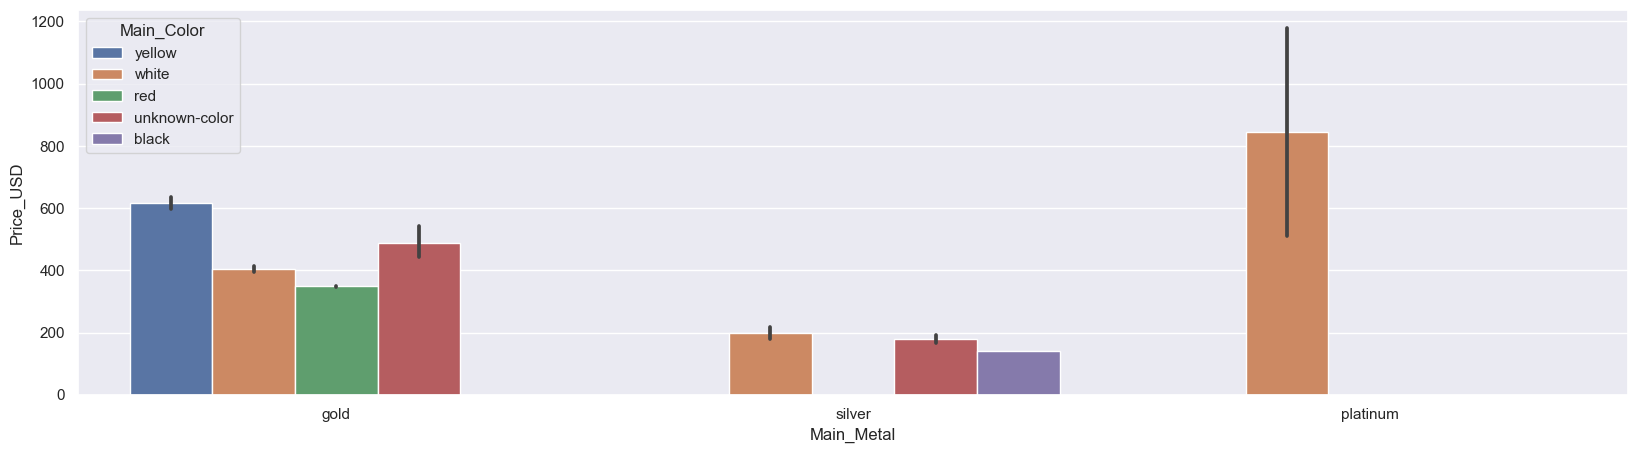 Main_Color
yellow
white
red
unknown-color
black
1200
1000
800
600
400
200
0
Price_USD
gold
silver
platinum
Main_Metal